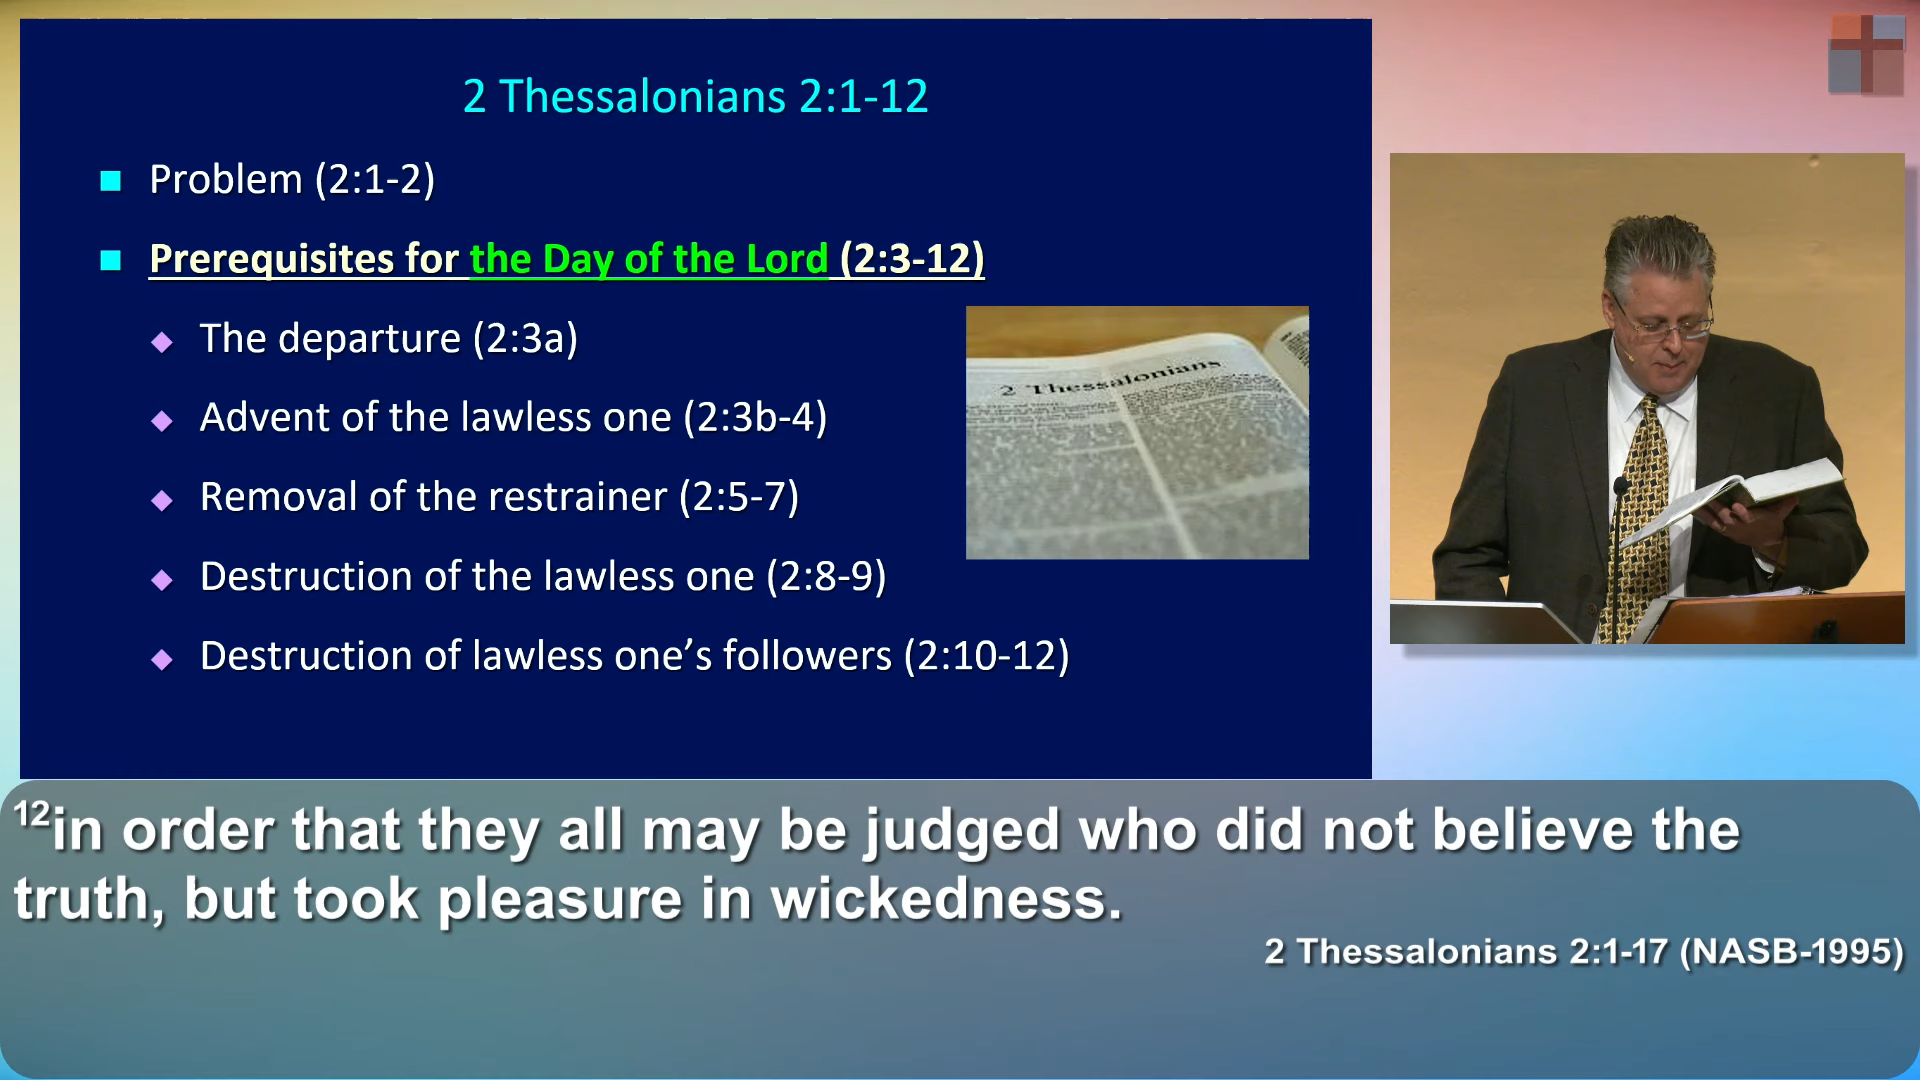 2 Thessalonians 2:1-12
Problem (2:1-2)
Prerequisites for the Day of the Lord (2:3-12)
The departure (2:3a)
Advent of the lawless one (2:3b-4)
Removal of the restrainer (2:5-7)
Destruction of the lawless one (2:8-9)
Destruction of lawless one’s followers (2:10-12)
2 Thessalonians
12in order that they all may be judged who did not believe the
truth, but took pleasure in wickedness.
2 Thessalonians 2:1-17 (NASB-1995)